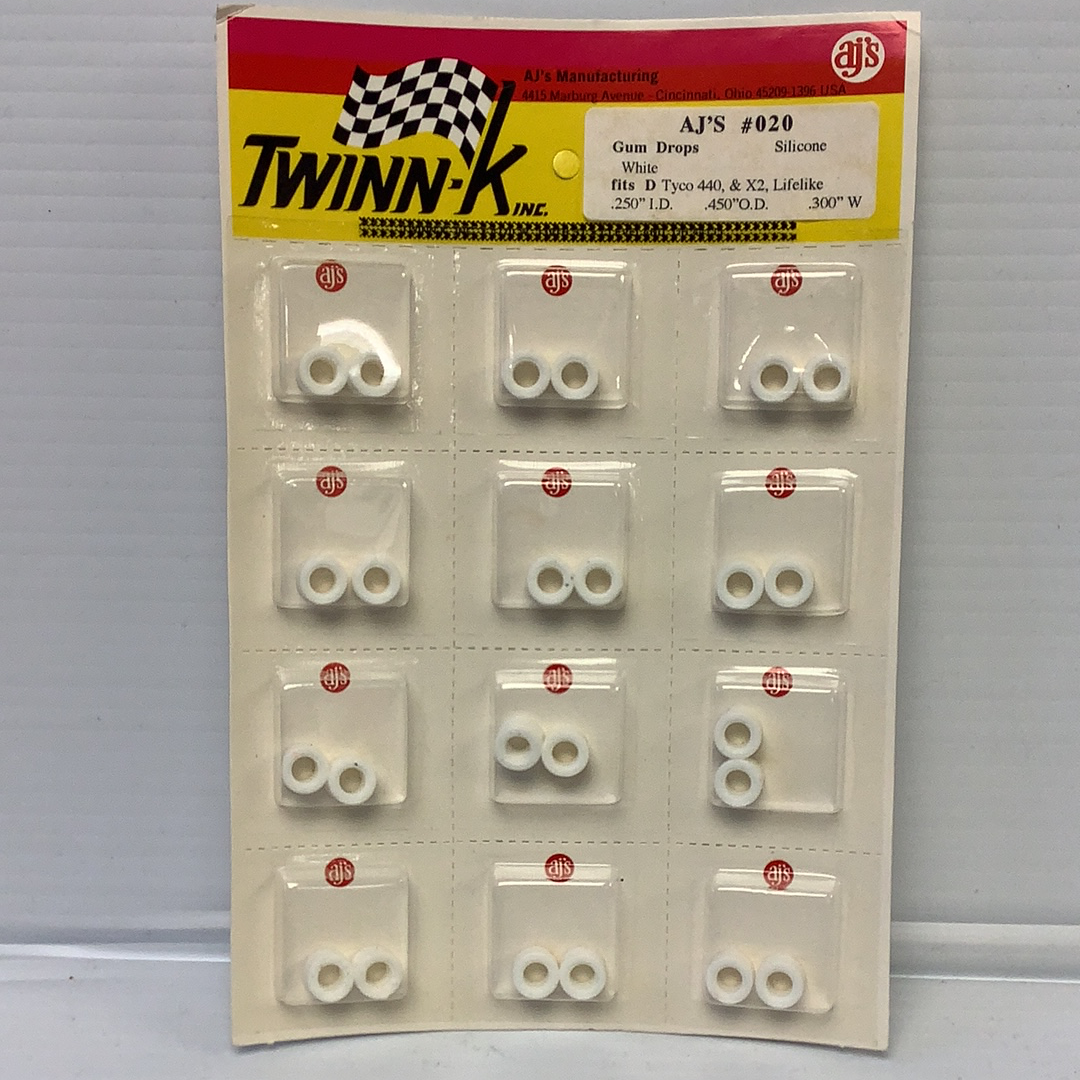 aj's
AJ's Manufacturing
4415 Marburg Avenue - Cincinnati, Ohio 45209-1396 USA
TWINN-K INC.
AJ'S #020
Gum Drops Silicone
White
fits D Tyco 440, & X2, Lifelike
.250" I.D. .450"O.D. .300" W
aj's aj's aj's
aj's aj's aj's
aj's aj's aj's
aj's aj's aj's